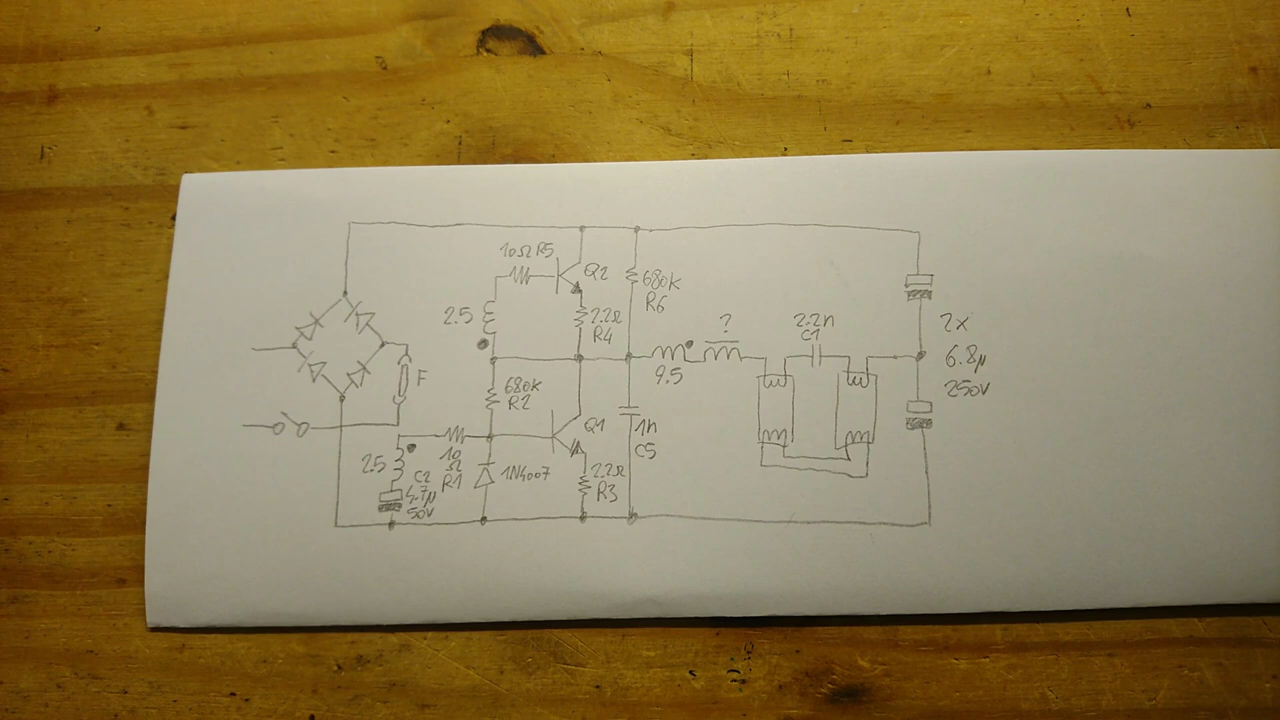 10Ω R5
Q2
2.5
2.2Ω
R4
680k
R6
?
2.2n
C1
9.5
2x
6.8µ
250V
F
680k
R2
Q1
1n
C5
2.5
C2
4.7µ
50V
10
Ω
R1
1N4007
2.2Ω
R3